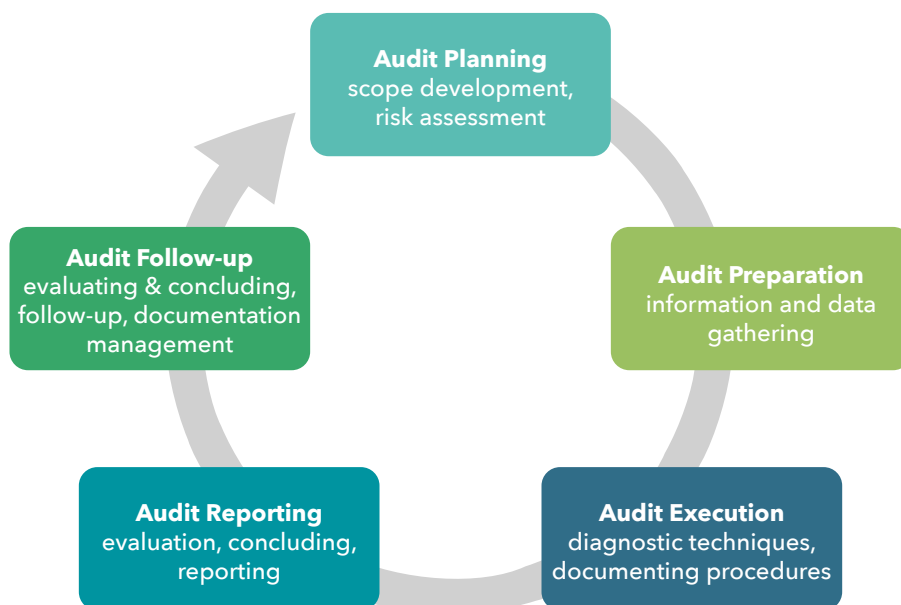 Audit Planning
scope development,
risk assessment
Audit Preparation
information and data
gathering
Audit Execution
diagnostic techniques,
documenting procedures
Audit Reporting
evaluation, concluding,
reporting
Audit Follow-up
evaluating & concluding,
follow-up, documentation
management